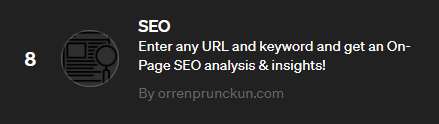 8
SEO
Enter any URL and keyword and get an On-
Page SEO analysis & insights!
By orrenprunckun.com